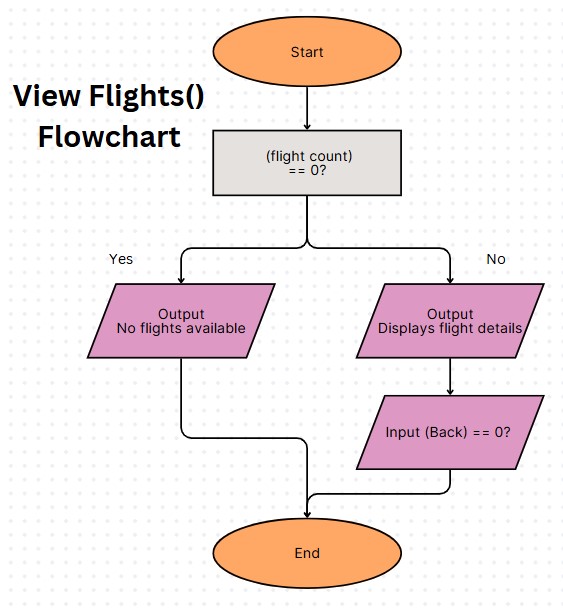 Start
View Flights()
Flowchart
(flight count)
== 0?
Yes
No
Output
No flights available
Output
Displays flight details
Input (Back) == 0?
End